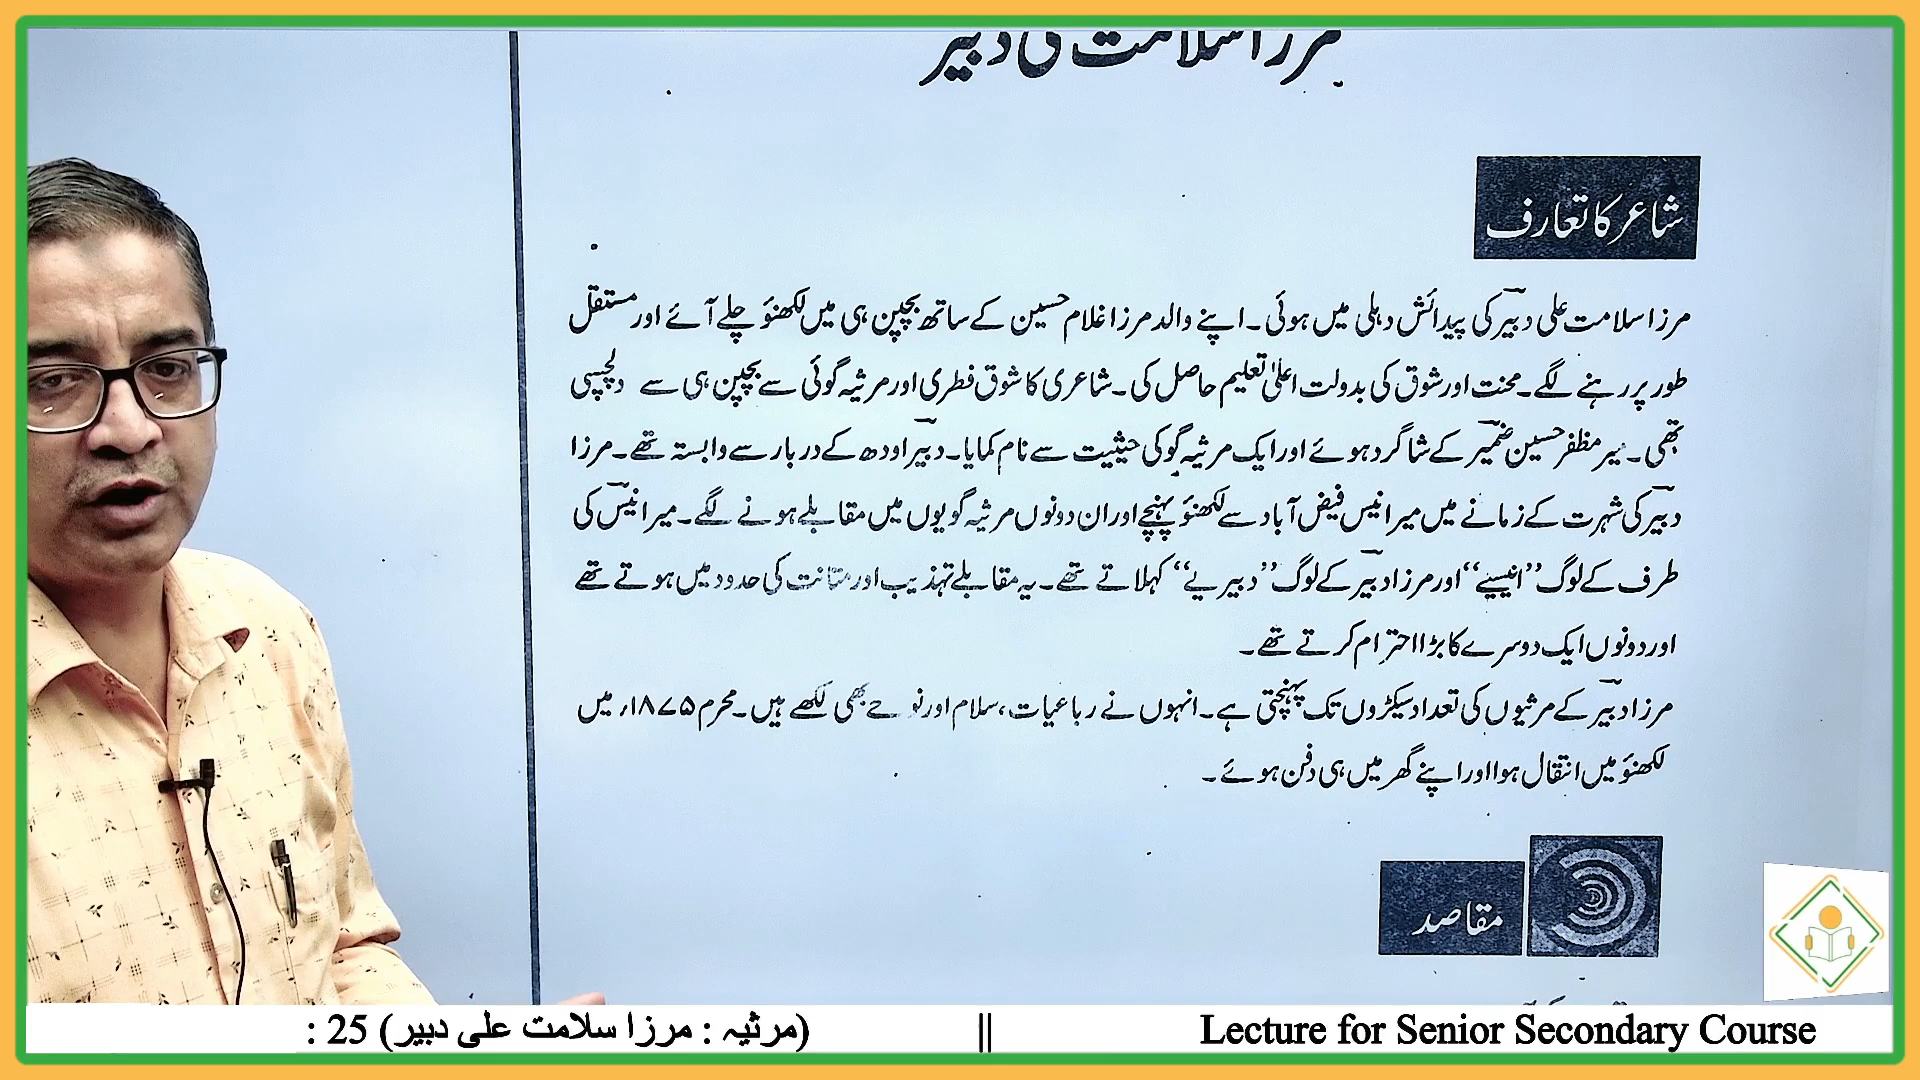 مرزا سلامت علی دبیر
شاعر کا تعارف
مرزا سلامت علی دبیر کی پیدائش دہلی میں ہوئی۔ اپنے والد مرزا غلام حسین کے ساتھ بچپن ہی میں لکھنؤ چلے آئے اور مستقل
طور پر رہنے لگے۔ محنت اور شوق کی بدولت اعلیٰ تعلیم حاصل کی۔ شاعری کا شوق فطری اور مرثیہ گوئی سے بچپن ہی سے دلچسپی
تھی۔ میر مظفر حسین ضمیر کے شاگرد ہوئے اور ایک مرثیہ گو کی حیثیت سے نام کمایا۔ دبیر اودھ کے دربار سے وابستہ تھے۔ مرزا
دبیر کی شہرت کے زمانے میں میر انیس فیض آباد سے لکھنؤ پہنچے اور ان دونوں مرثیہ گویوں میں مقابلے ہونے لگے۔ میر انیس کی
طرف کے لوگ ”انیسیے“ اور مرزا دبیر کے لوگ ”دبیریے“ کہلاتے تھے۔ یہ مقابلے تہذیب اور متانت کی حدود میں ہوتے تھے
اور دونوں ایک دوسرے کا بڑا احترام کرتے تھے۔
مرزا دبیر کے مرثیوں کی تعداد سیکڑوں تک پہنچتی ہے۔ انہوں نے رباعیات، سلام اور نوحے بھی لکھے ہیں۔ محرم ۱۸۷۵ء میں
لکھنؤ میں انتقال ہوا اور اپنے گھر میں ہی دفن ہوئے۔
مقاصد
: 25 (مرثیہ : مرزا سلامت علی دبیر) || Lecture for Senior Secondary Course